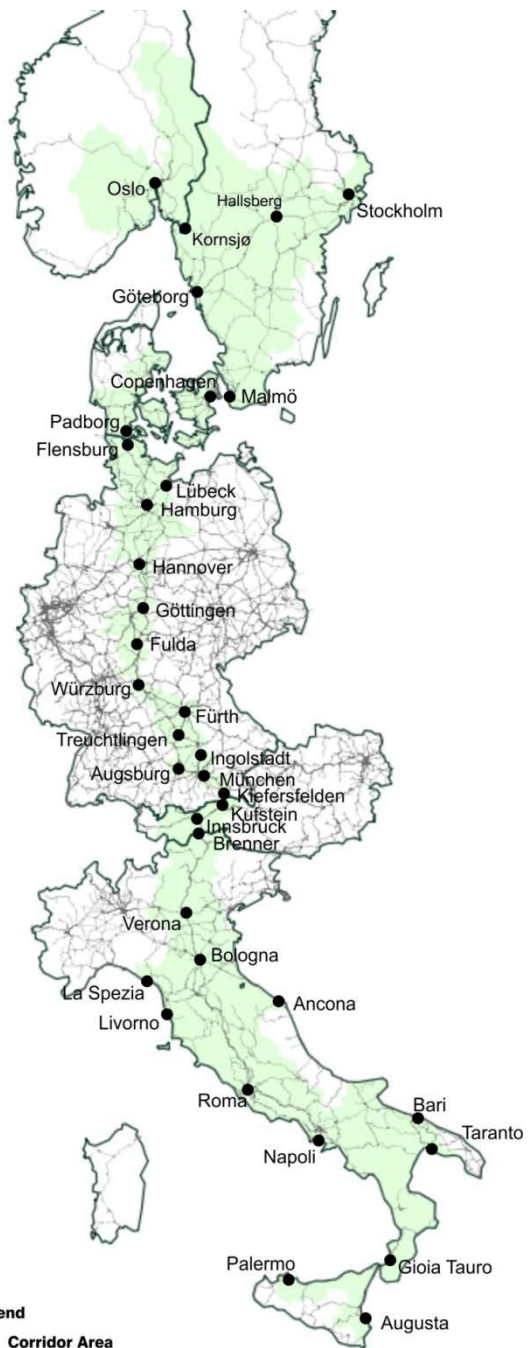 Oslo
Hallsberg
Stockholm
Kornsjø
Göteborg
Copenhagen
Malmö
Padborg
Flensburg
Lübeck
Hamburg
Hannover
Göttingen
Fulda
Würzburg
Fürth
Treuchtlingen
Ingolstadt
Augsburg
München
Kiefersfelden
Kufstein
Innsbruck
Brenner
Verona
Bologna
La Spezia
Ancona
Livorno
Roma
Bari
Taranto
Napoli
Palermo
Gioia Tauro
end
Augusta
Corridor Area